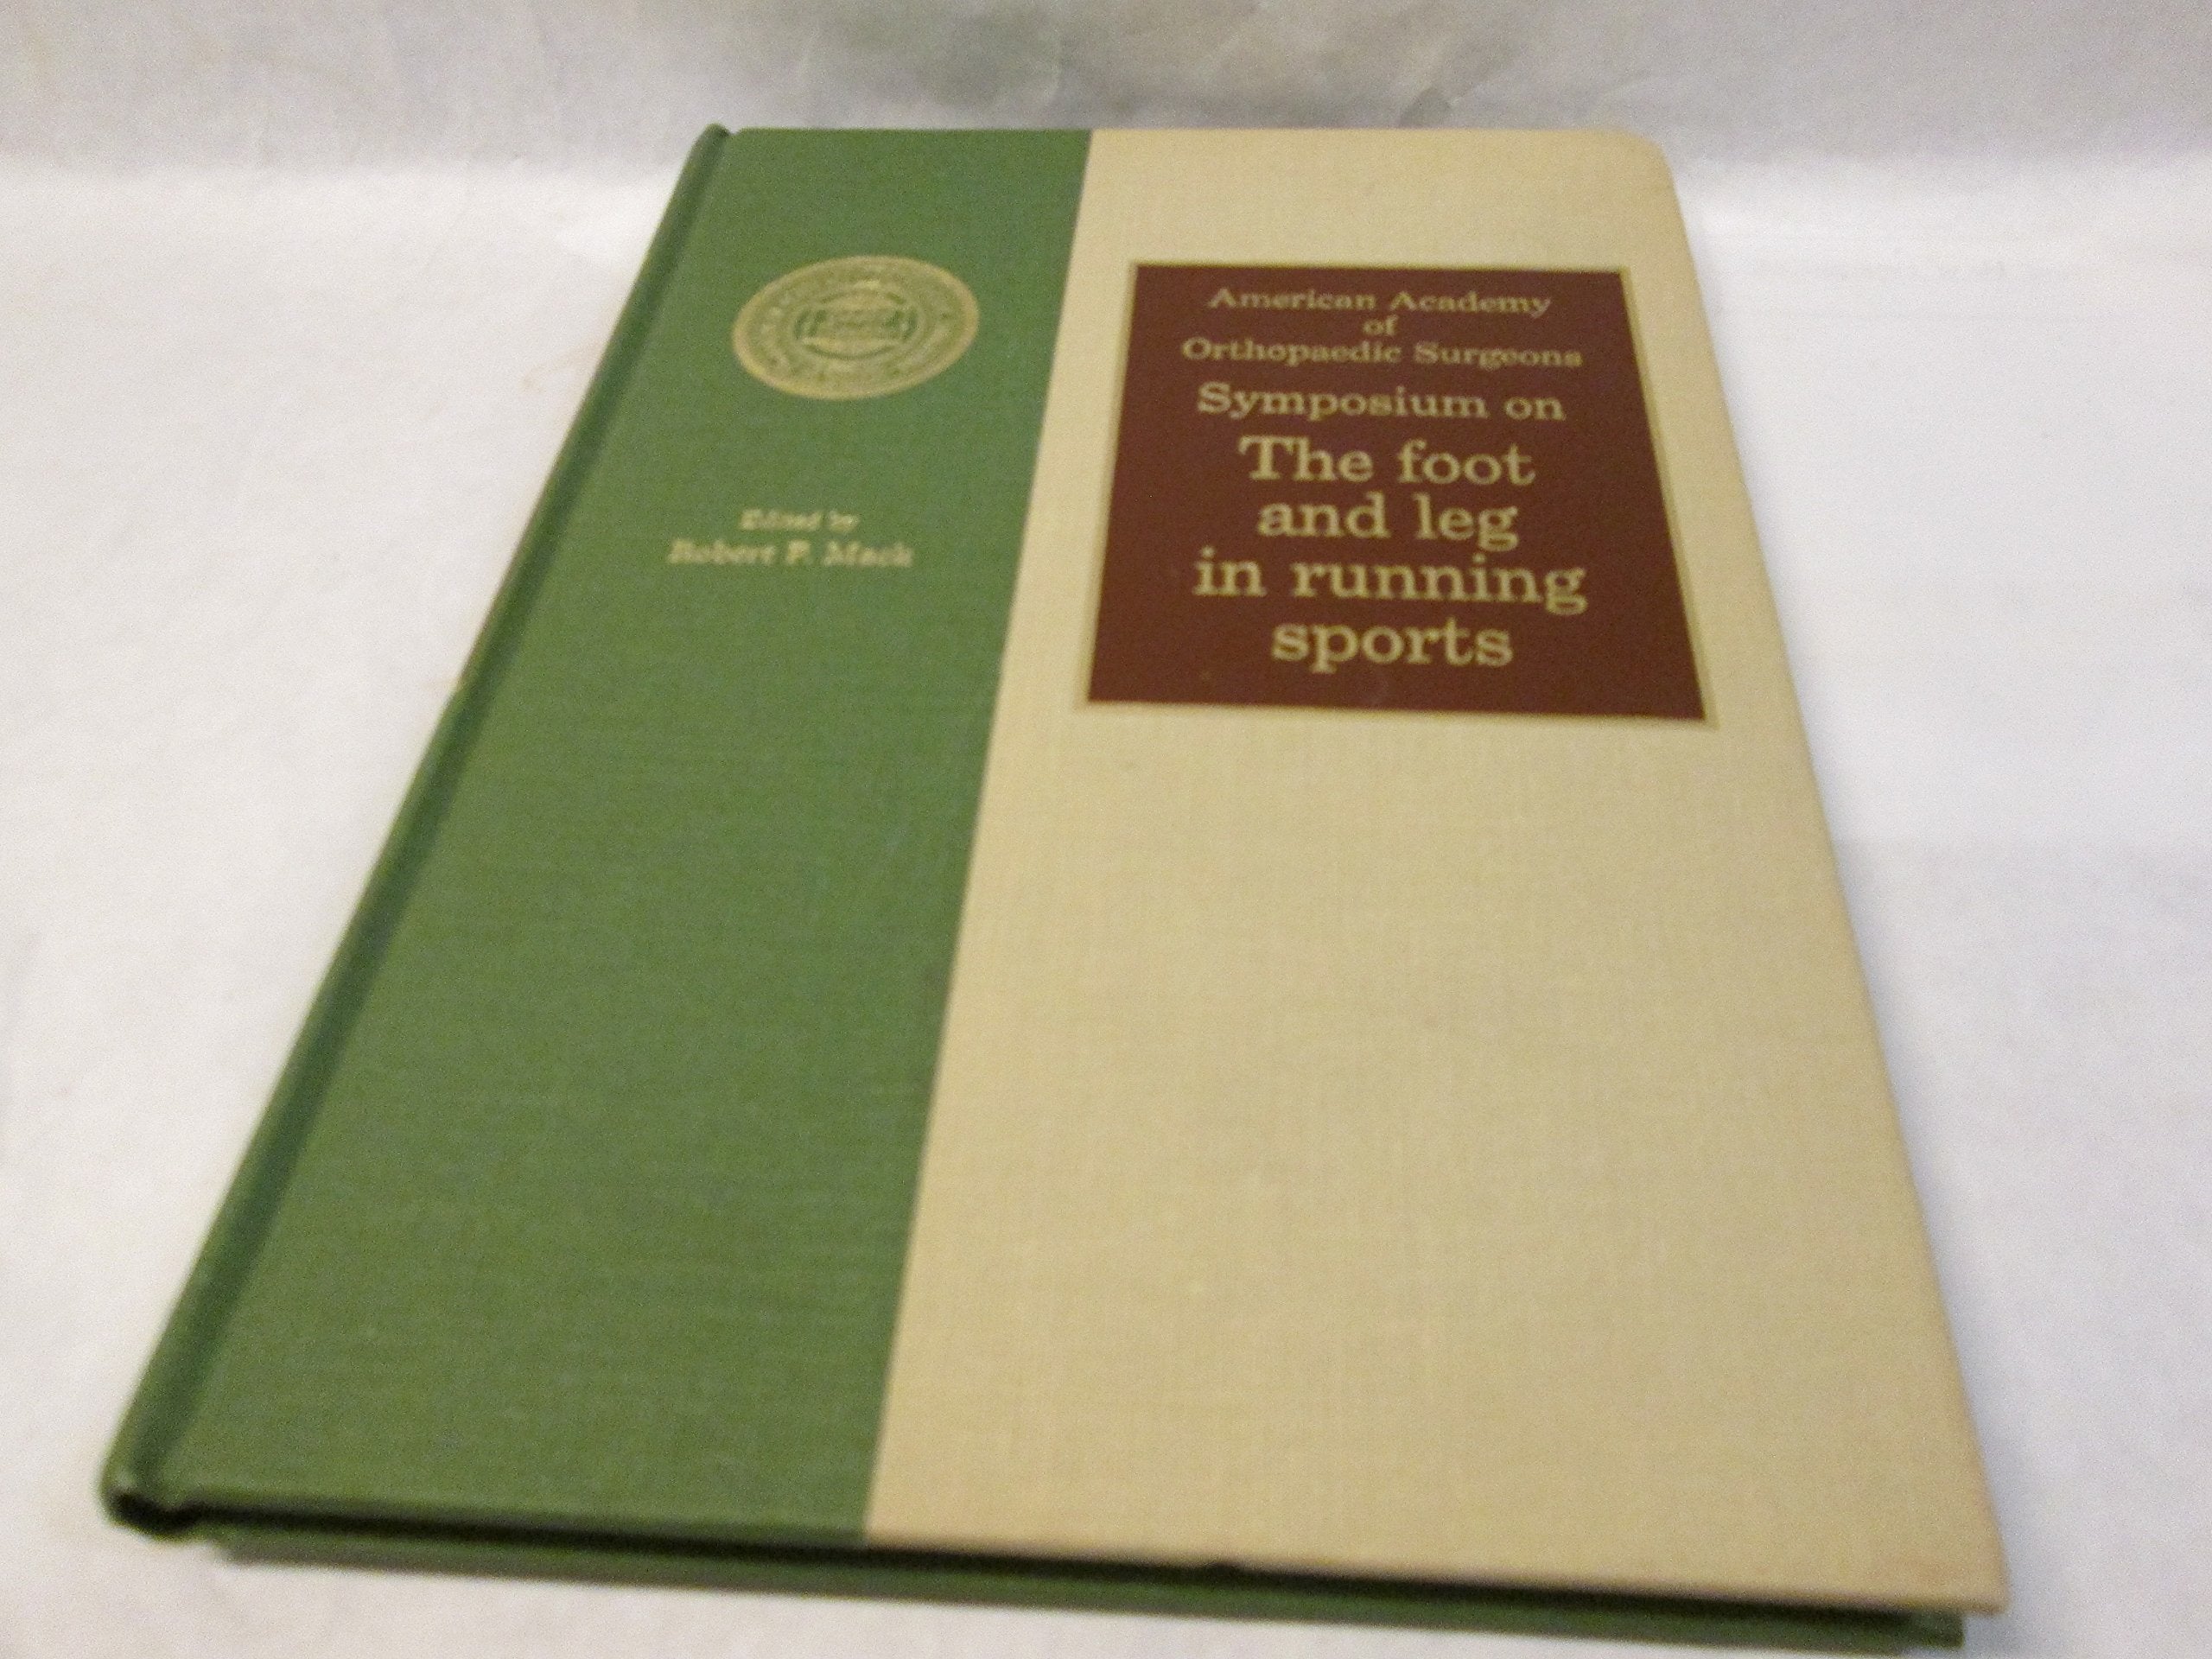 American Academy
of
Orthopaedic Surgeons
Symposium on
The foot
and leg
in running
sports
Edited by
Robert P. Mack